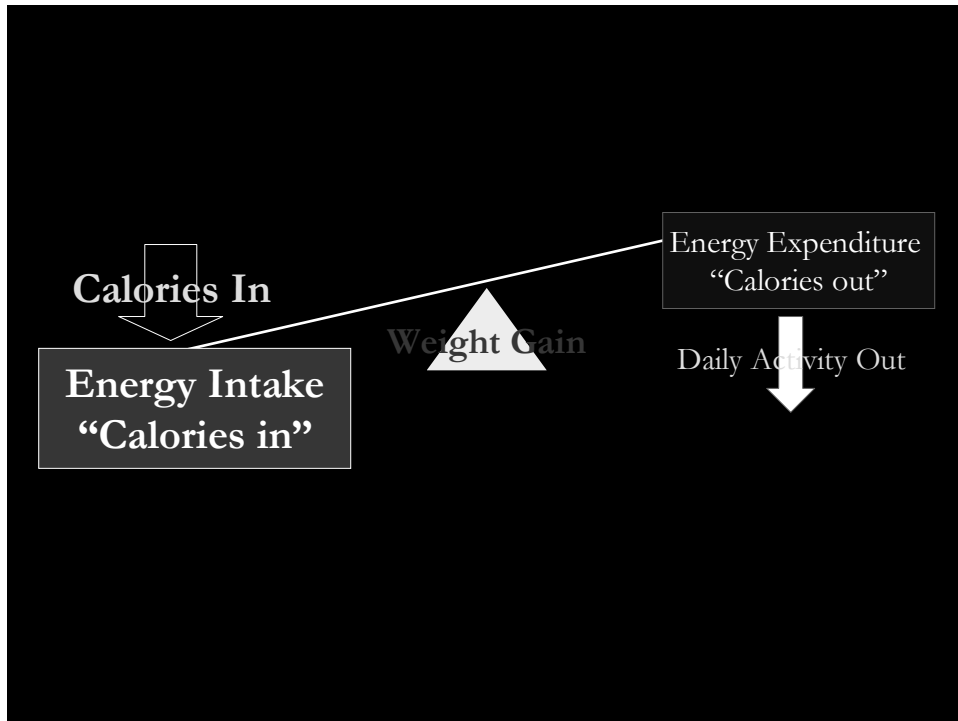 Energy Expenditure
“Calories out”
Calories In
Weight Gain
Daily Activity Out
Energy Intake
“Calories in”